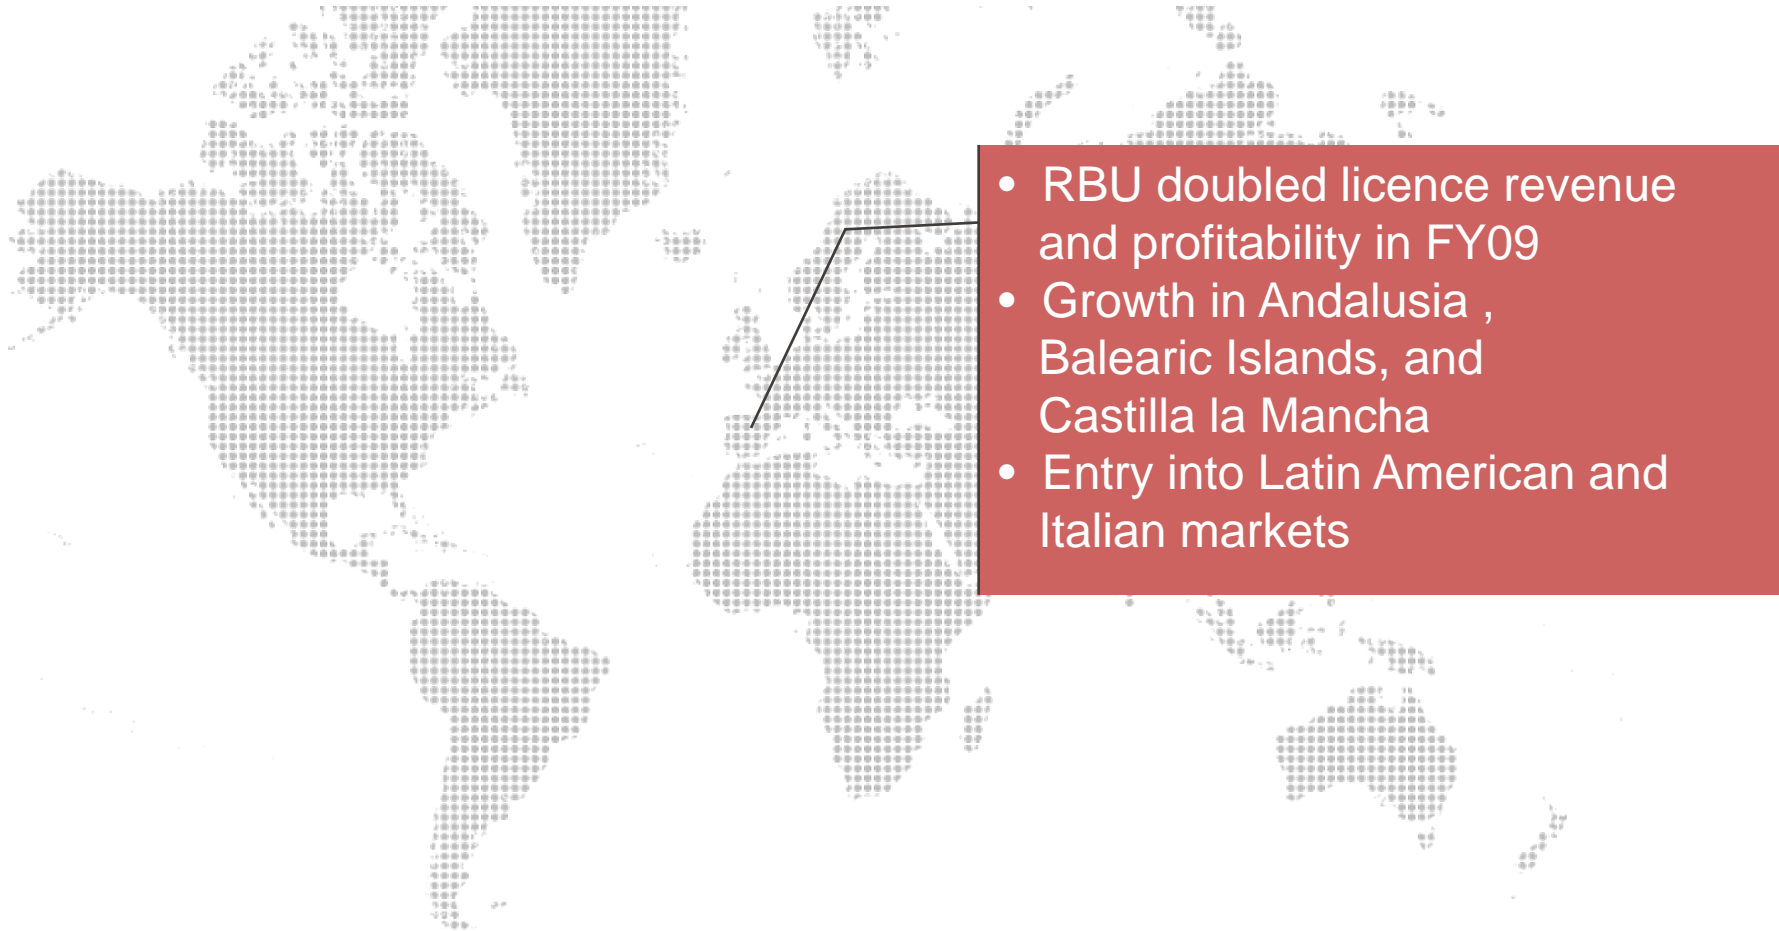 • RBU doubled licence revenue
and profitability in FY09
• Growth in Andalusia ,
Balearic Islands, and
Castilla la Mancha
• Entry into Latin American and
Italian markets